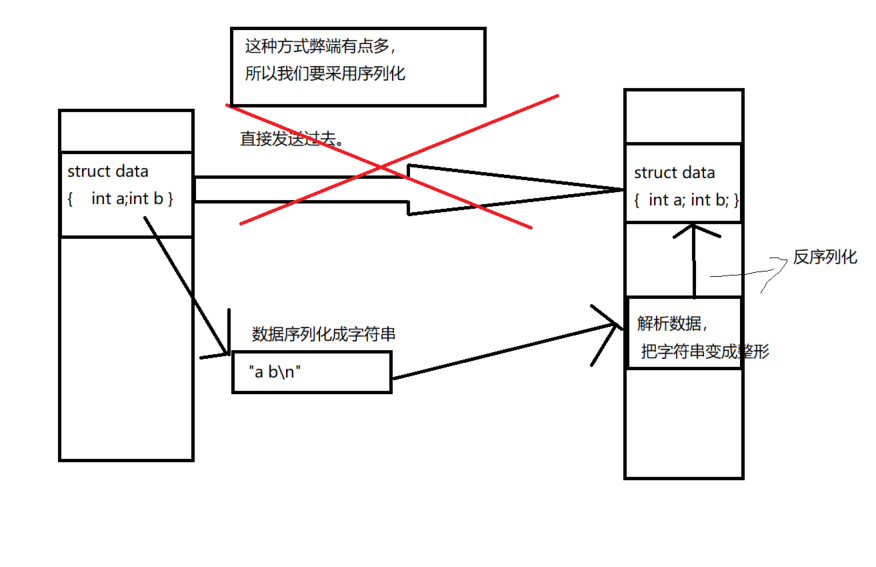 这种方式弊端有点多，
所以我们要采用序列化
直接发送过去。
struct data
{ int a;int b }
struct data
{ int a; int b; }
反序列化
数据序列化成字符串
"a b\n"
解析数据，
把字符串变成整形